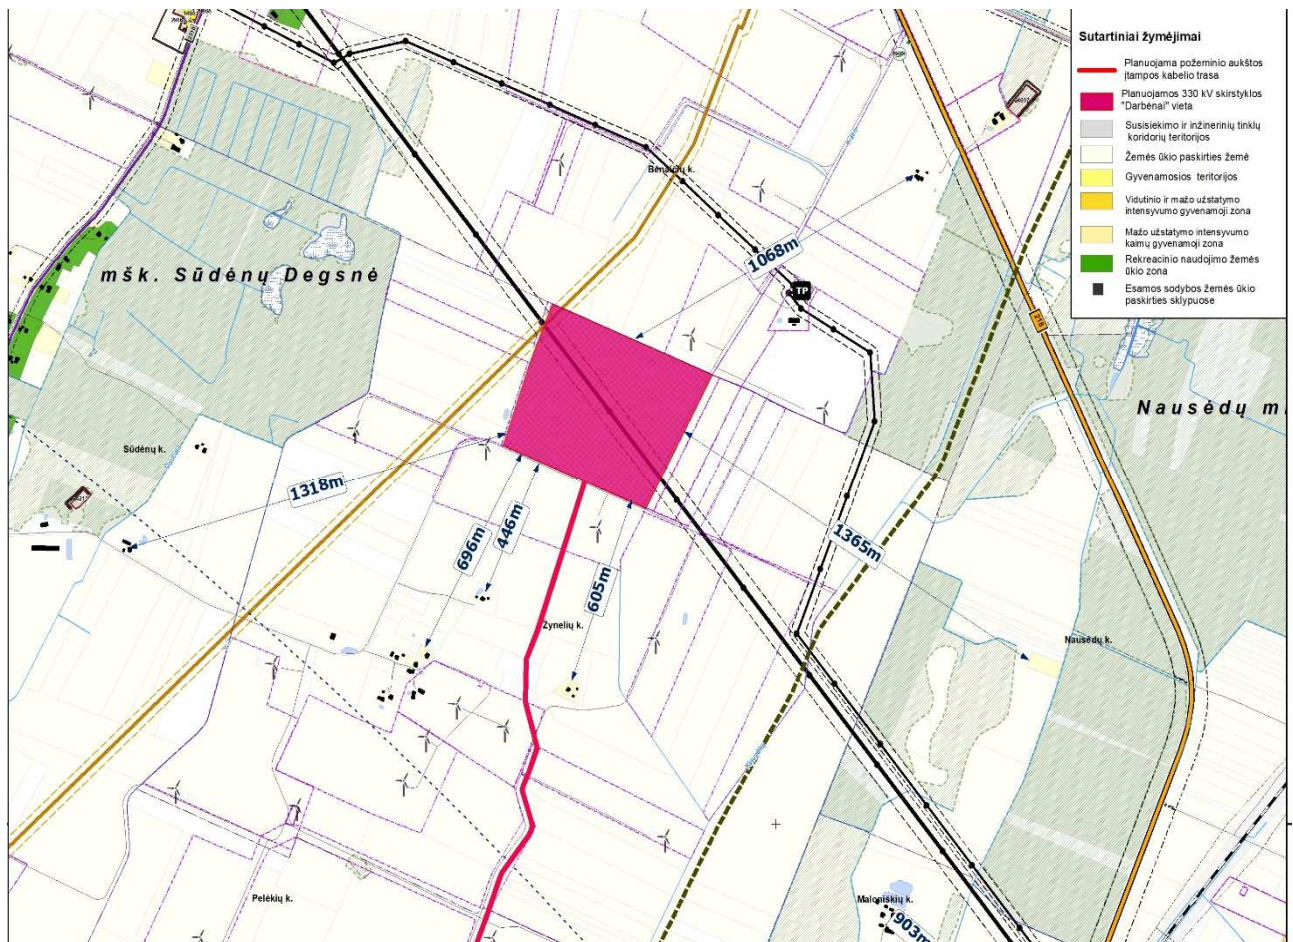 Sutartiniai žymėjimai
Planuojama požeminio aukštos
įtampos kabelio trasa
Planuojamos 330 kV skirstyklos
"Darbėnai" vieta
Susisiekimo ir inžinerinių tinklų
koridorių teritorijos
Žemės ūkio paskirties žemė
Gyvenamosios teritorijos
Vidutinio ir mažo užstatymo
intensyvumo gyvenamoji zona
Mažo užstatymo intensyvumo
kaimų gyvenamoji zona
Rekreacinio naudojimo žemės
ūkio zona
Esamos sodybos žemės ūkio
paskirties sklypuose
Benaičių k.
1068m
mšk. Sūdėnų Degsnė
TP
218
Nausėdų m
Sūdėnų k.
1318m
696m
446m
605m
1365m
Žynelių k.
Nausėdų k.
Pelėkių k.
Maloniškių k.
903m